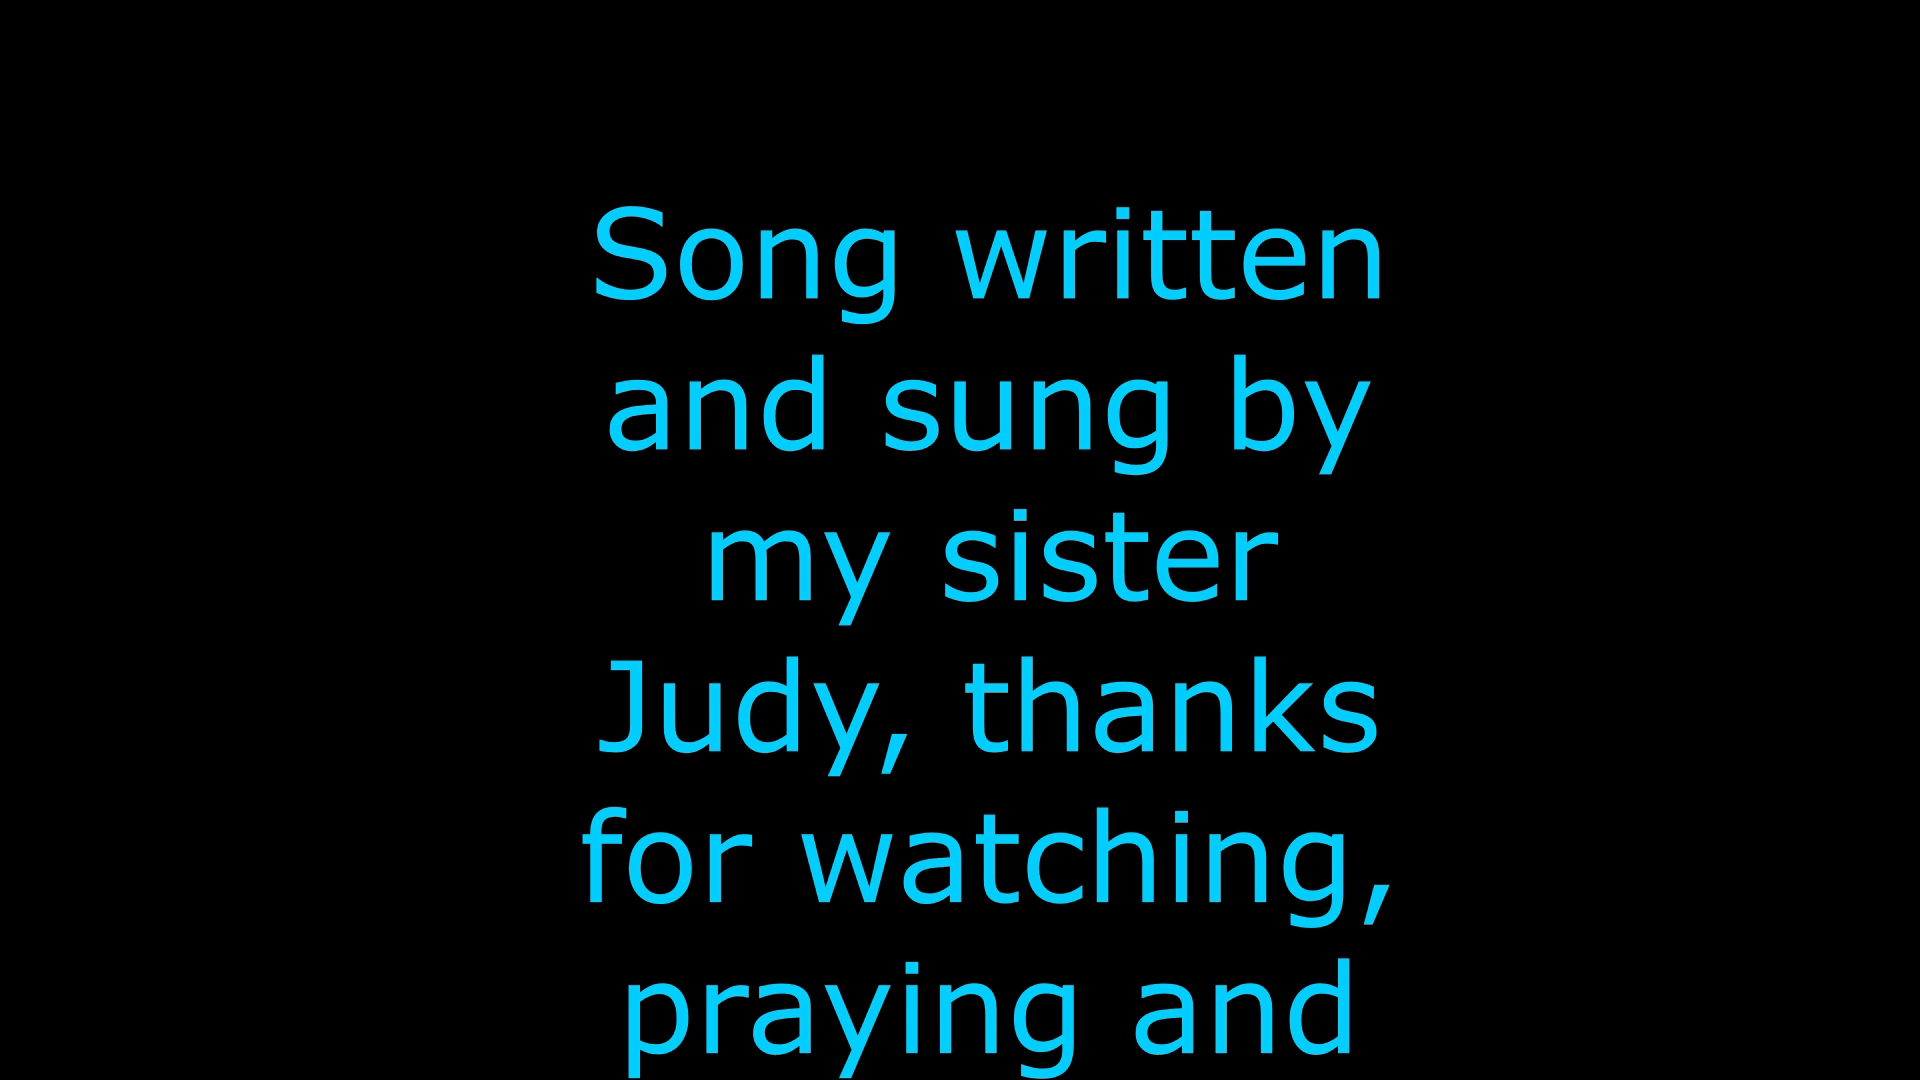 Song written
and sung by
my sister
Judy, thanks
for watching,
praying and